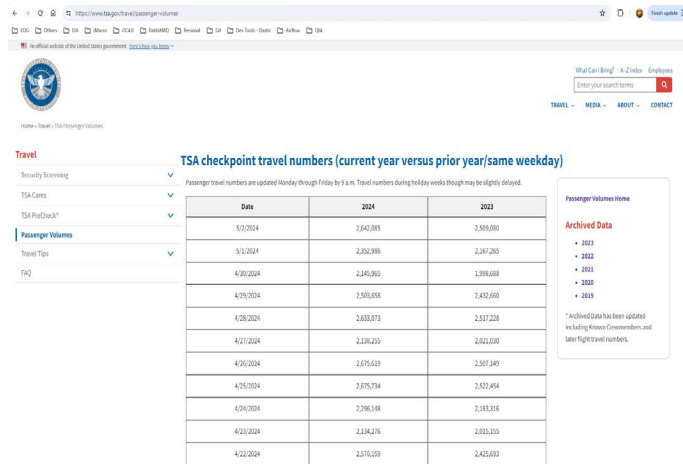 https://www.tsa.gov/travel/passenger-volumes
Finish update
EDG Others EIA iMacro ITC&D RabbitMQ Personal Git Dev Tools - Elastic Airflow Qlik
An official website of the United States government Here's how you know
What Can I Bring? A-Z Index Employees
Enter your search terms
TRAVEL MEDIA ABOUT CONTACT
Home » Travel » TSA Passenger Volumes
Travel
Security Screening
TSA Cares
TSA PreCheck®
Passenger Volumes
Travel Tips
FAQ
TSA checkpoint travel numbers (current year versus prior year/same weekday)
Passenger travel numbers are updated Monday through Friday by 9 a.m. Travel numbers during holiday weeks though may be slightly delayed.
Date 2024 2023
5/2/2024 2,642,085 2,509,080
5/1/2024 2,352,986 2,167,265
4/30/2024 2,145,965 1,998,688
4/29/2024 2,503,658 2,432,660
4/28/2024 2,633,073 2,517,228
4/27/2024 2,138,255 2,021,030
4/26/2024 2,675,619 2,507,149
4/25/2024 2,675,734 2,522,454
4/24/2024 2,296,148 2,193,316
4/23/2024 2,134,276 2,015,155
4/22/2024 2,570,159 2,425,693
Passenger Volumes Home
Archived Data
2023
2022
2021
2020
2019
* Archived Data has been updated
including Known Crewmembers and
later flight travel numbers.